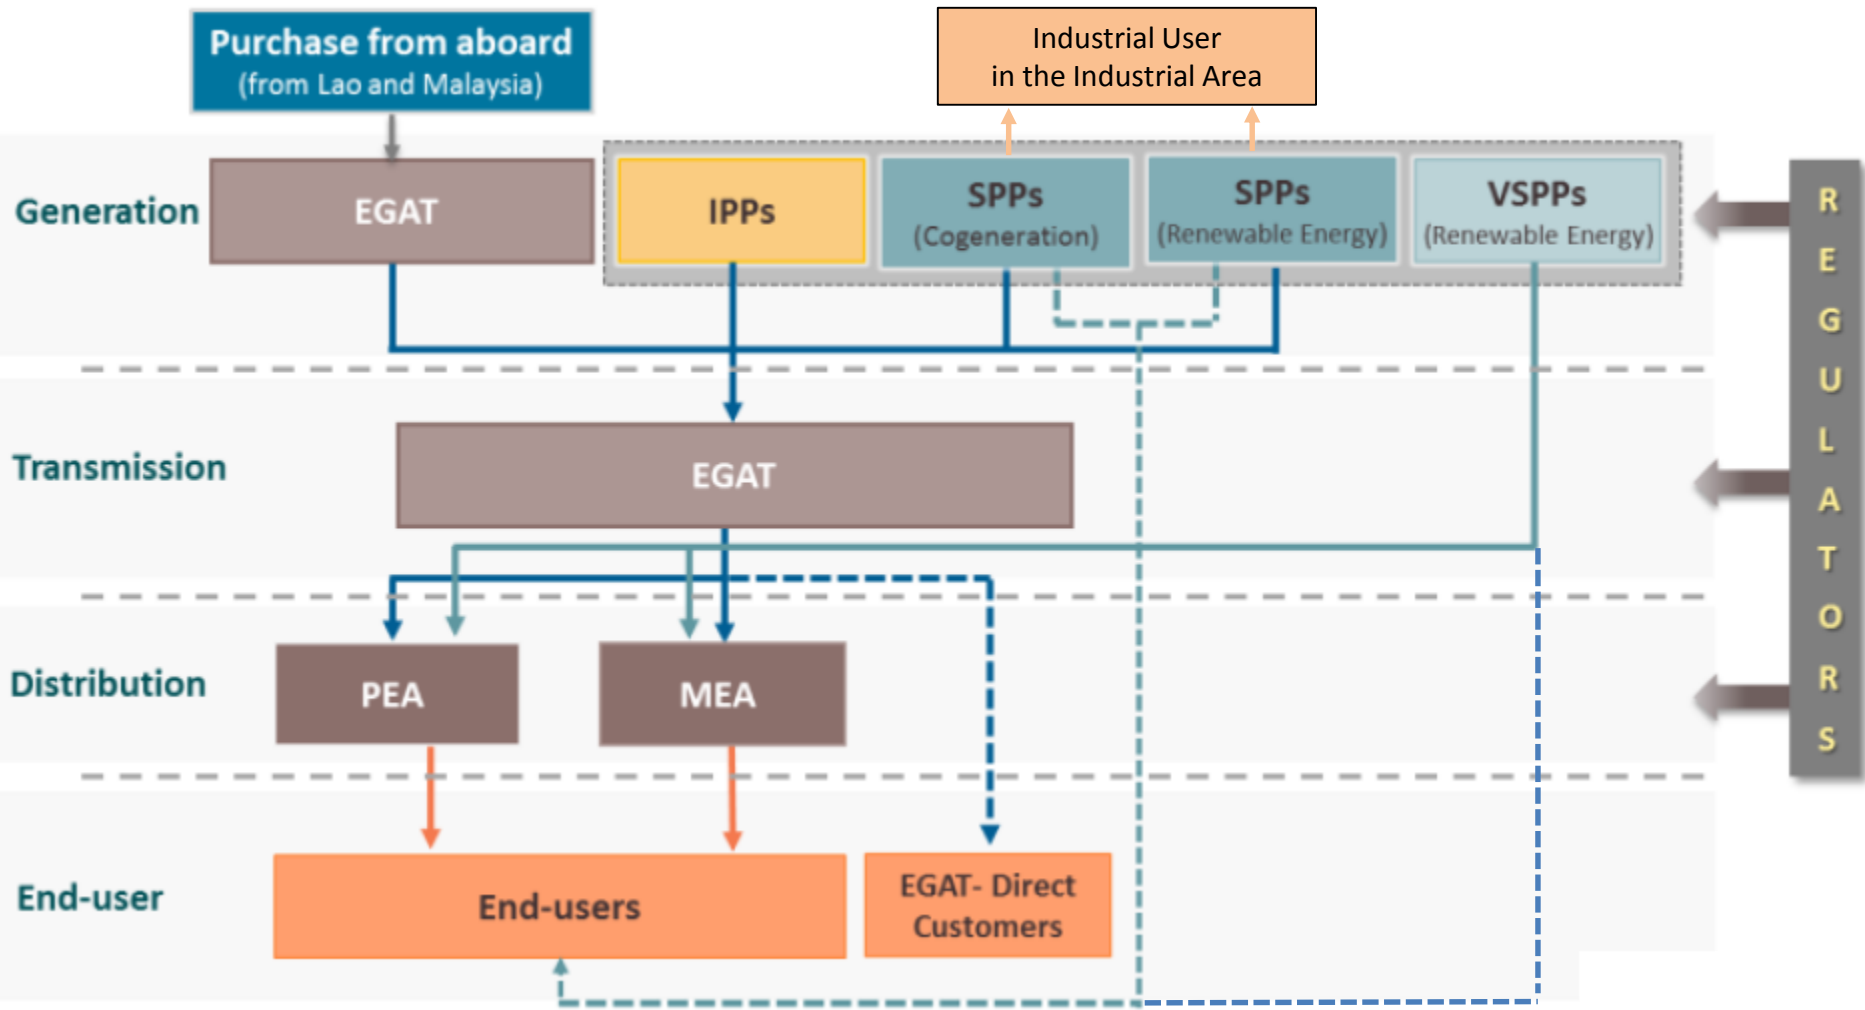 Purchase from aboard
(from Lao and Malaysia)
Industrial User
in the Industrial Area
Generation
EGAT
IPPs
SPPs
(Cogeneration)
SPPs
(Renewable Energy)
VSPPs
(Renewable Energy)
Transmission
EGAT
Distribution
PEA
MEA
End-user
End-users
EGAT- Direct
Customers
R
E
G
U
L
A
T
O
R
S